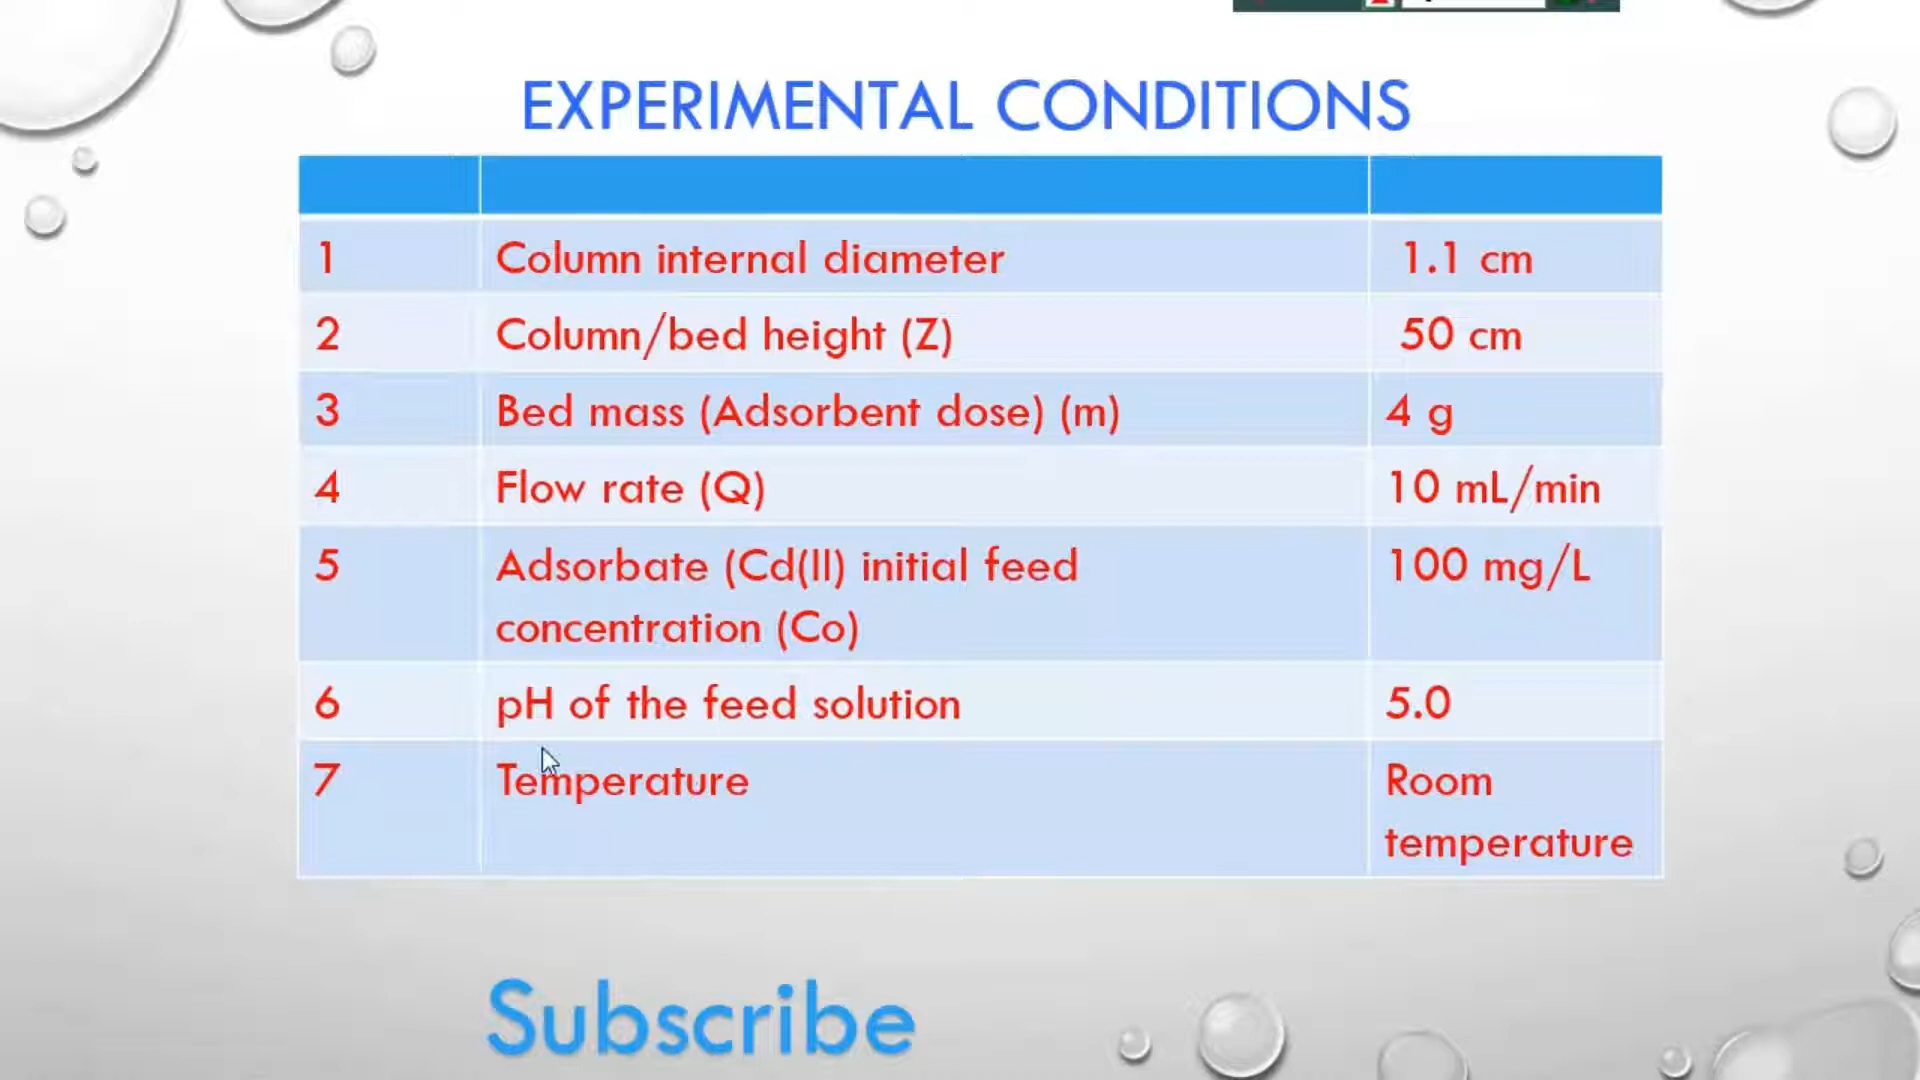 EXPERIMENTAL CONDITIONS
1 Column internal diameter 1.1 cm
2 Column/bed height (Z) 50 cm
3 Bed mass (Adsorbent dose) (m) 4 g
4 Flow rate (Q) 10 mL/min
5 Adsorbate (Cd(II) initial feed 100 mg/L
concentration (Co)
6 pH of the feed solution 5.0
7 Temperature Room
temperature
Subscribe